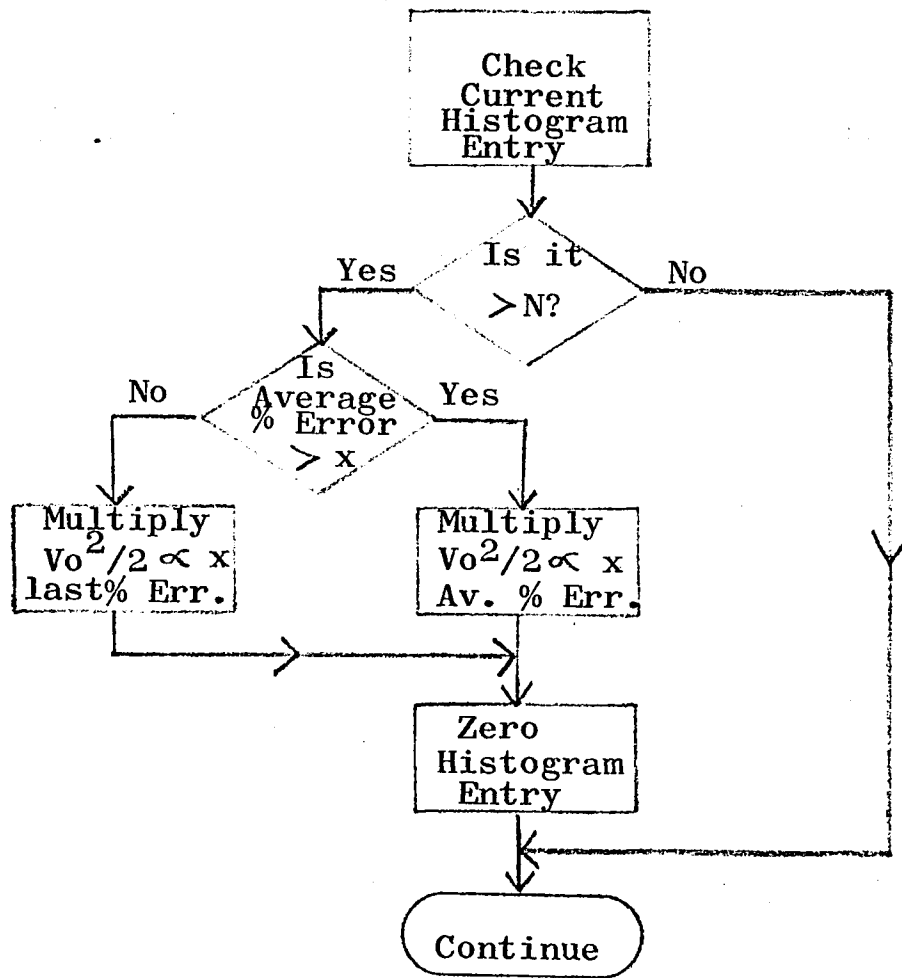 Check
Current
Histogram
Entry
Is it
> N?
Yes
No
Is
Average
% Error
> x
No
Yes
Multiply
Vo²/2 ∝ x
last% Err.
Multiply
Vo²/2 ∝ x
Av. % Err.
Zero
Histogram
Entry
Continue